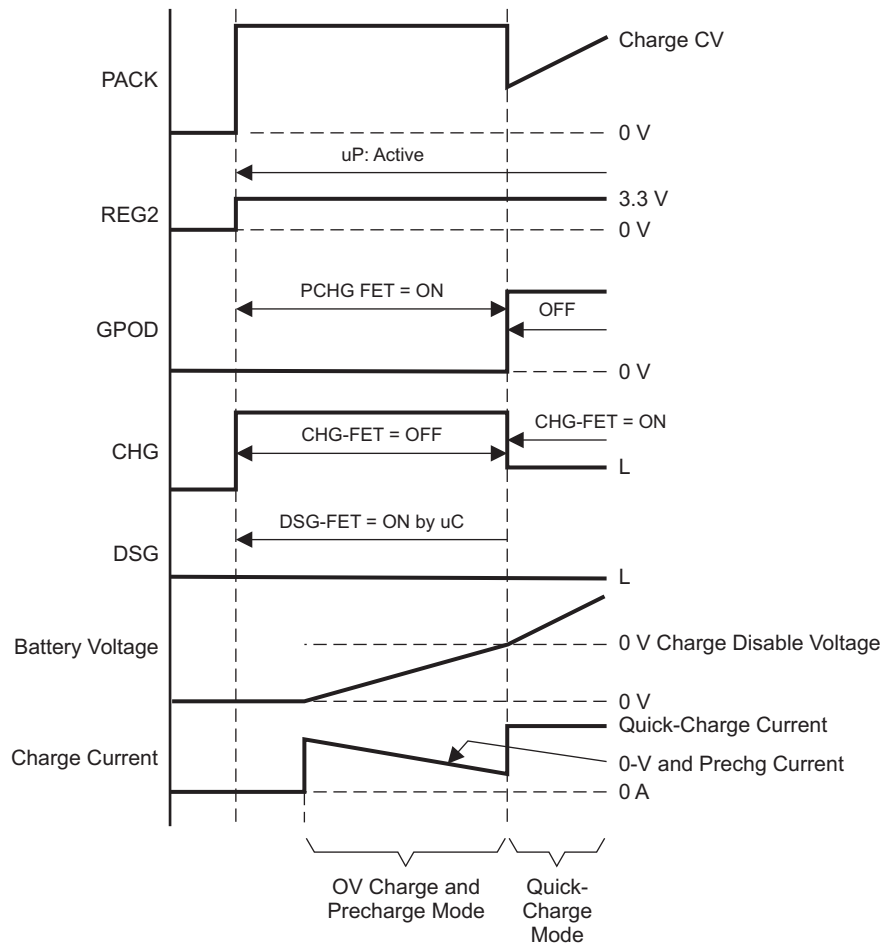 PACK
Charge CV
0 V
uP: Active
REG2
3.3 V
0 V
PCHG FET = ON
OFF
GPOD
0 V
CHG
CHG-FET = OFF
CHG-FET = ON
L
DSG-FET = ON by uC
DSG
L
Battery Voltage
0 V Charge Disable Voltage
0 V
Quick-Charge Current
Charge Current
0-V and Prechg Current
0 A
OV Charge and
Precharge Mode
Quick-
Charge
Mode